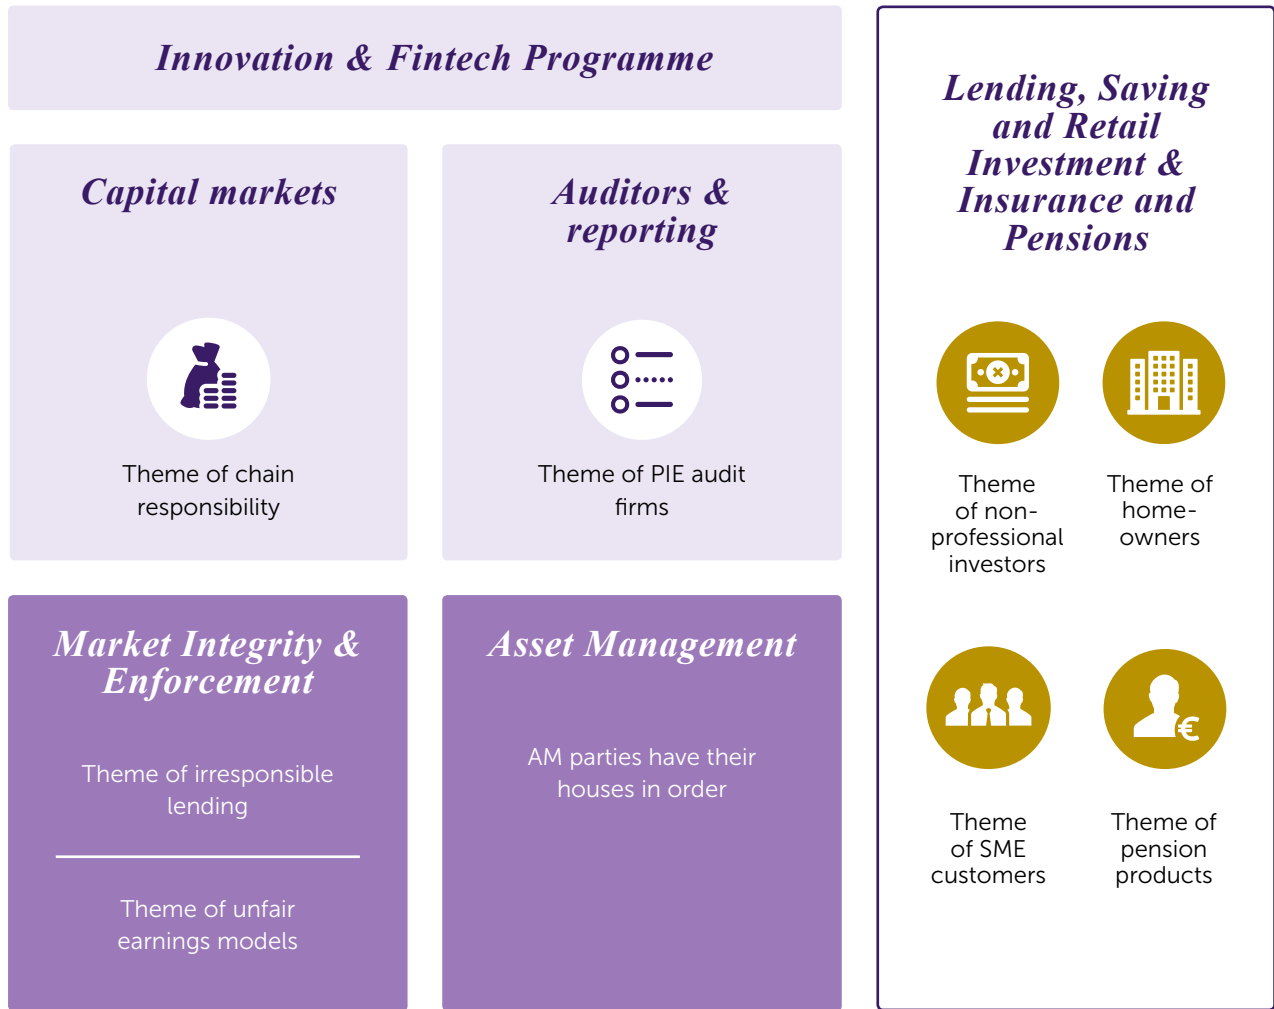 Innovation & Fintech Programme
Capital markets
Theme of chain
responsibility
Auditors &
reporting
Theme of PIE audit
firms
Market Integrity &
Enforcement
Theme of irresponsible
lending
Theme of unfair
earnings models
Asset Management
AM parties have their
houses in order
Lending, Saving
and Retail
Investment &
Insurance and
Pensions
Theme
of non-
professional
investors
Theme of
home-
owners
Theme
of SME
customers
€
Theme of
pension
products